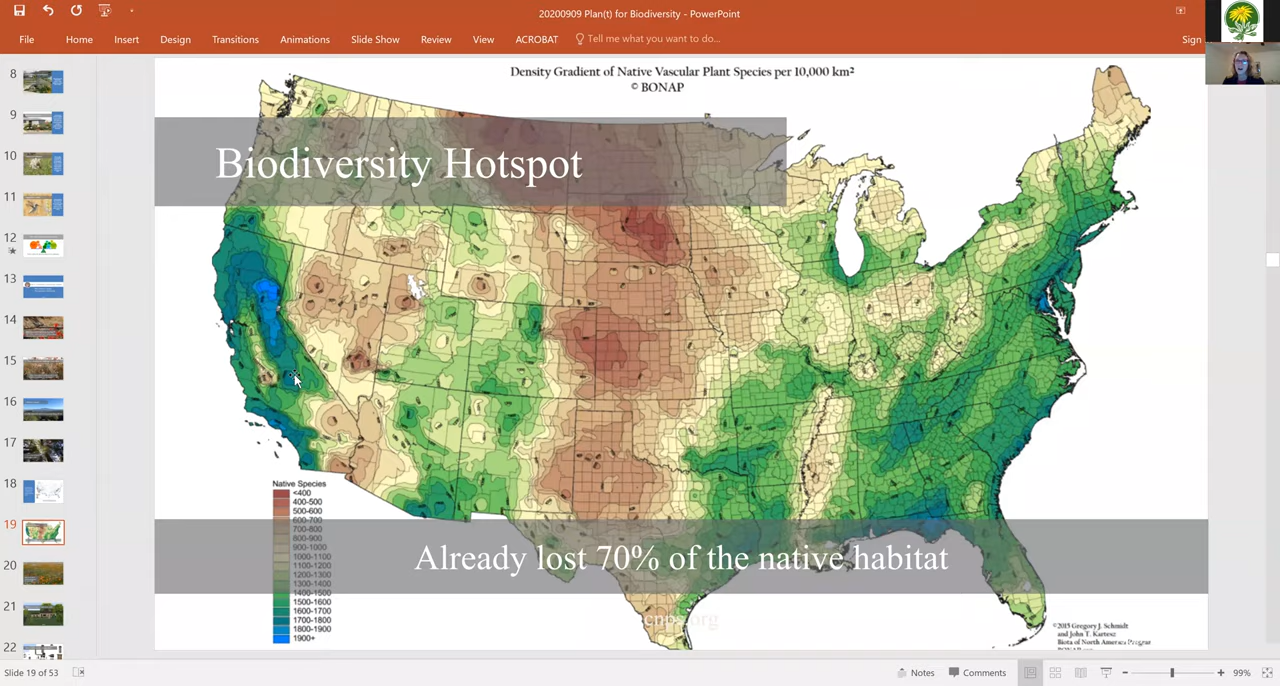 20200909 Plan(t) for Biodiversity - PowerPoint
File Home Insert Design Transitions Animations Slide Show Review View ACROBAT Tell me what you want to do... Sign
8
9
10
11
12
13
14
15
16
17
18
19
20
21
22
Density Gradient of Native Vascular Plant Species per 10,000 km²
© BONAP
Biodiversity Hotspot
Native Species
<400
400-500
500-600
600-700
700-800
800-900
900-1000
1000-1100
1100-1200
1200-1300
1300-1400
1400-1500
1500-1600
1600-1700
1700-1800
1800-1900
1900+
Already lost 70% of the native habitat
cnps.org
©2015 Gregory J. Schmidt
and John T. Kartesz
Biota of North America Program
Slide 19 of 53 Notes Comments 99%